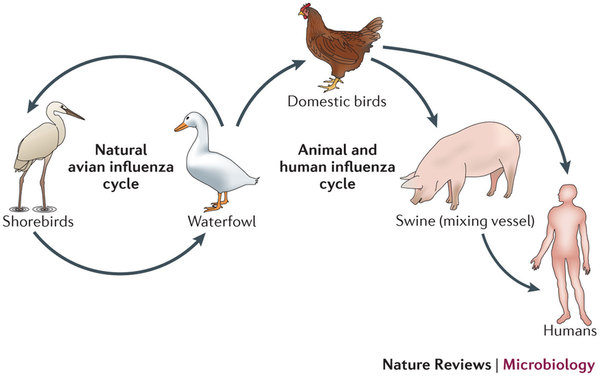 Domestic birds
Natural
avian influenza
cycle
Animal and
human influenza
cycle
Shorebirds
Waterfowl
Swine (mixing vessel)
Humans
Nature Reviews | Microbiology